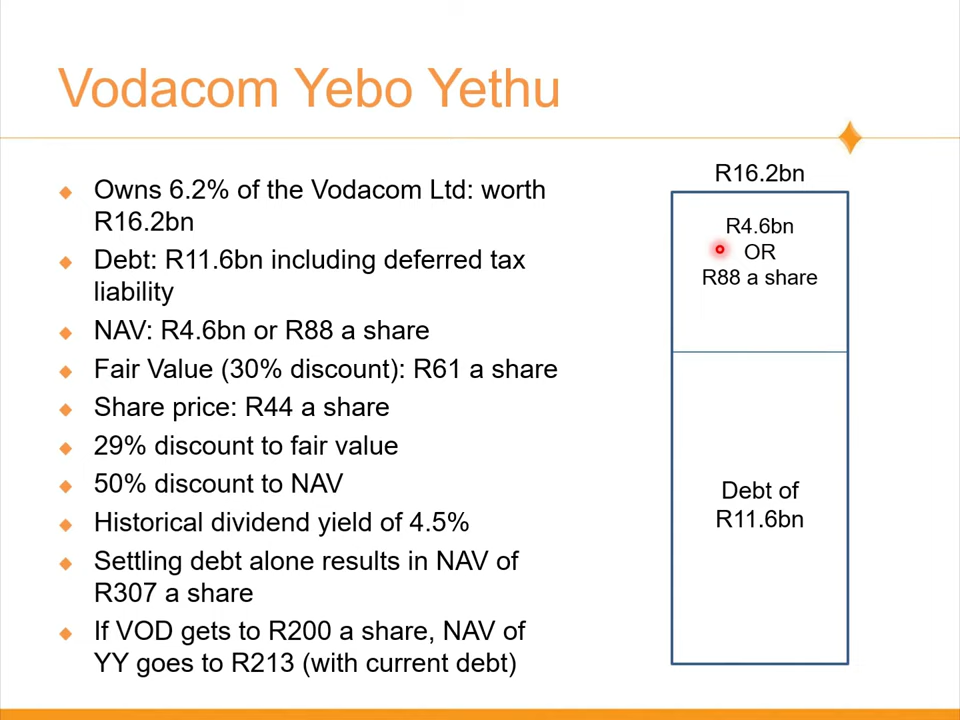 Vodacom Yebo Yethu
Owns 6.2% of the Vodacom Ltd: worth
R16.2bn
Debt: R11.6bn including deferred tax
liability
NAV: R4.6bn or R88 a share
Fair Value (30% discount): R61 a share
Share price: R44 a share
29% discount to fair value
50% discount to NAV
Historical dividend yield of 4.5%
Settling debt alone results in NAV of
R307 a share
If VOD gets to R200 a share, NAV of
YY goes to R213 (with current debt)
R16.2bn
R4.6bn
OR
R88 a share
Debt of
R11.6bn